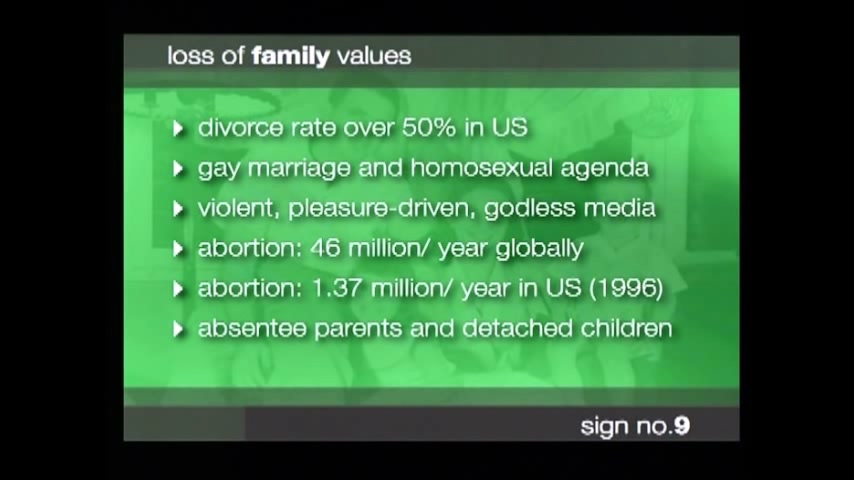 loss of family values
divorce rate over 50% in US
gay marriage and homosexual agenda
violent, pleasure-driven, godless media
abortion: 46 million/ year globally
abortion: 1.37 million/ year in US (1996)
absentee parents and detached children
sign no.9